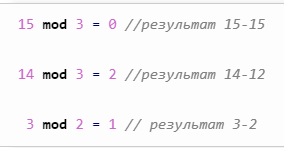 15 mod 3 = 0 //результат 15-15
14 mod 3 = 2 //результат 14-12
3 mod 2 = 1 // результат 3-2